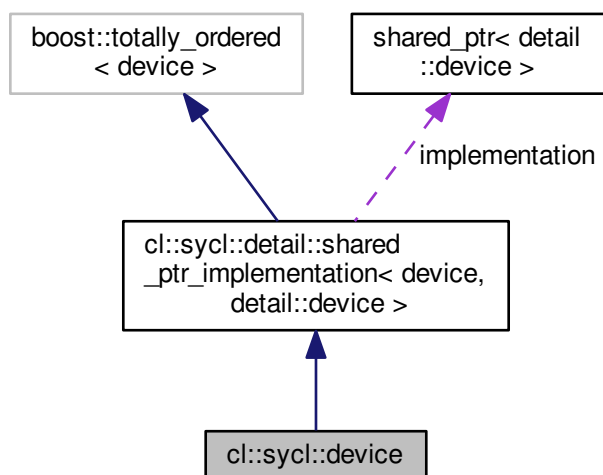 boost::totally_ordered
< device >
shared_ptr< detail
::device >
implementation
cl::sycl::detail::shared
_ptr_implementation< device,
detail::device >
cl::sycl::device